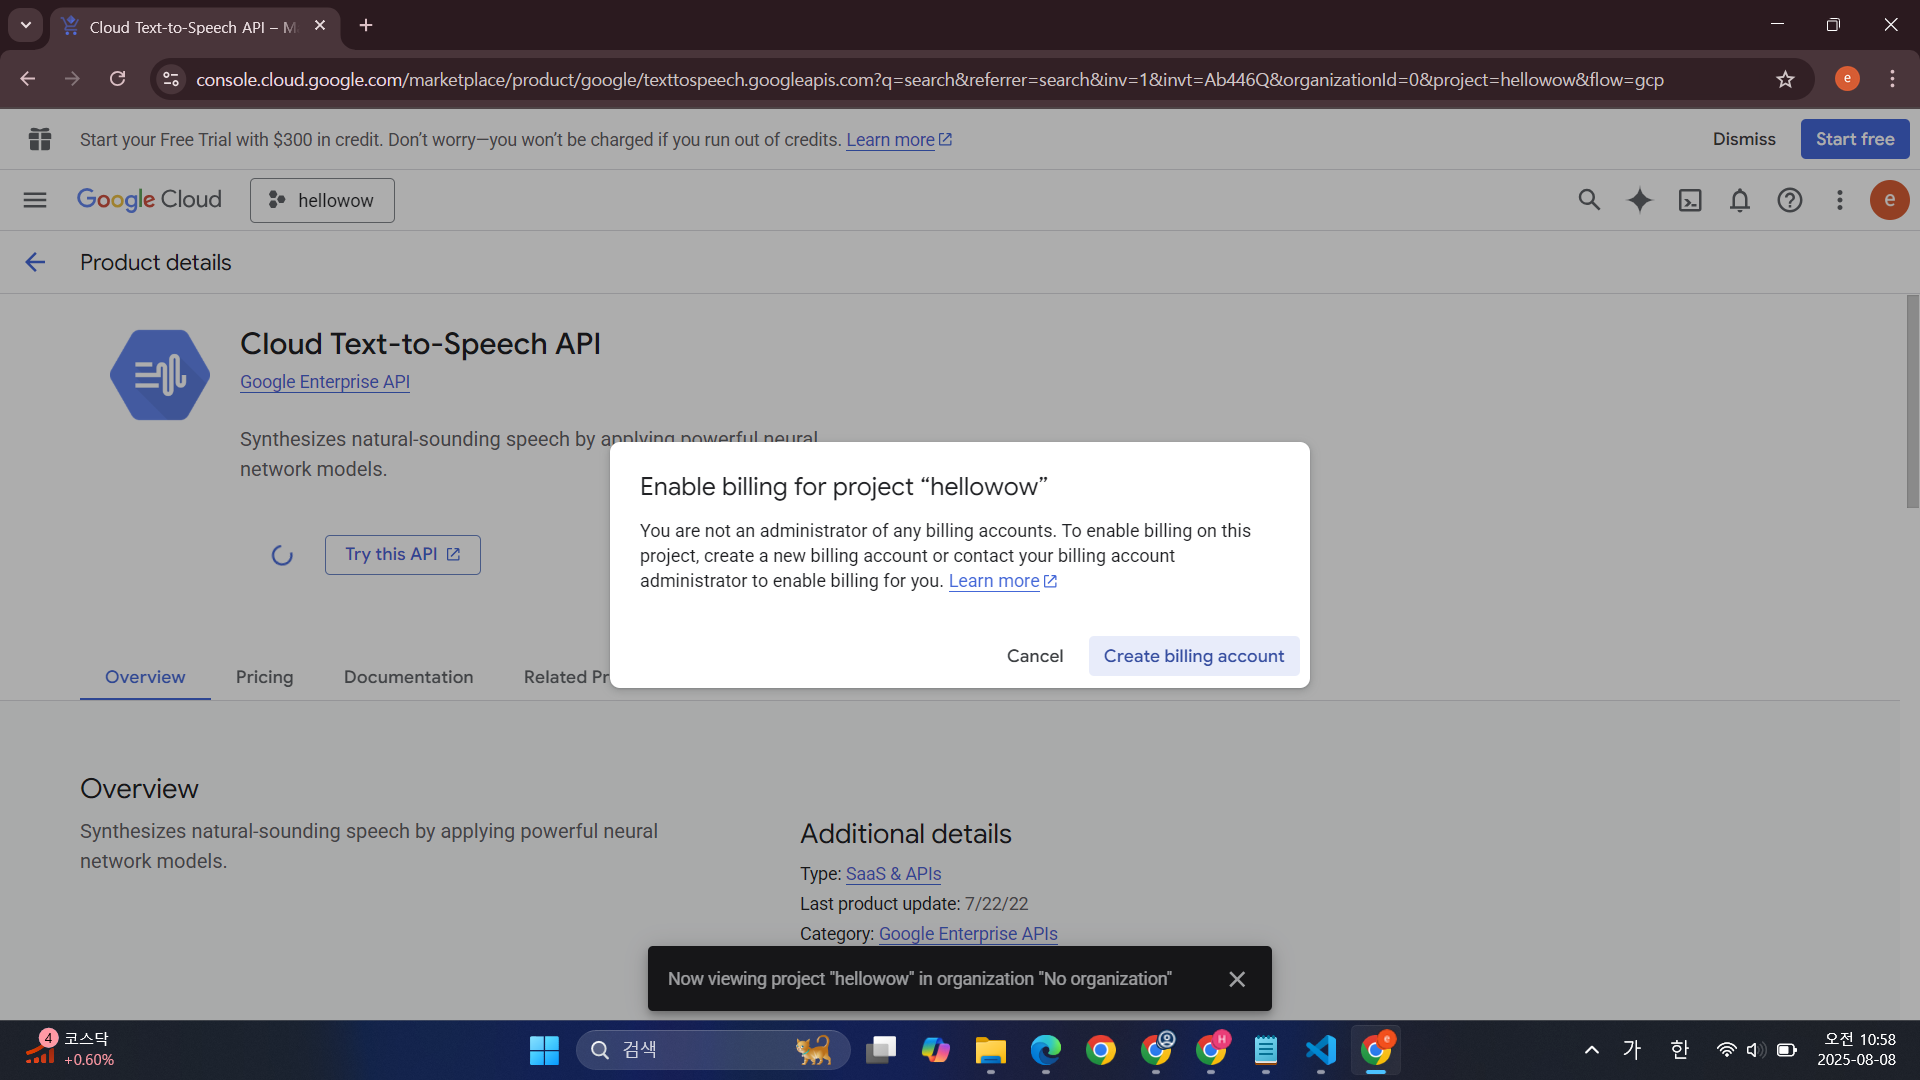 Cloud Text-to-Speech API – M
console.cloud.google.com/marketplace/product/google/texttospeech.googleapis.com?q=search&referrer=search&inv=1&invt=Ab446Q&organizationId=0&project=hellowow&flow=gcp
e
Start your Free Trial with $300 in credit. Don’t worry—you won’t be charged if you run out of credits. Learn more
Dismiss
Start free
Google Cloud
hellowow
e
Product details
Cloud Text-to-Speech API
Google Enterprise API
Synthesizes natural-sounding speech by applying powerful neural
network models.
Try this API
Enable billing for project “hellowow”
You are not an administrator of any billing accounts. To enable billing on this
project, create a new billing account or contact your billing account
administrator to enable billing for you. Learn more
Cancel
Create billing account
Overview
Pricing
Documentation
Related Pr
Overview
Synthesizes natural-sounding speech by applying powerful neural
network models.
Additional details
Type: SaaS & APIs
Last product update: 7/22/22
Category: Google Enterprise APIs
Now viewing project "hellowow" in organization "No organization"
4
코스닥
+0.60%
검색
H
e
가
한
오전 10:58
2025-08-08